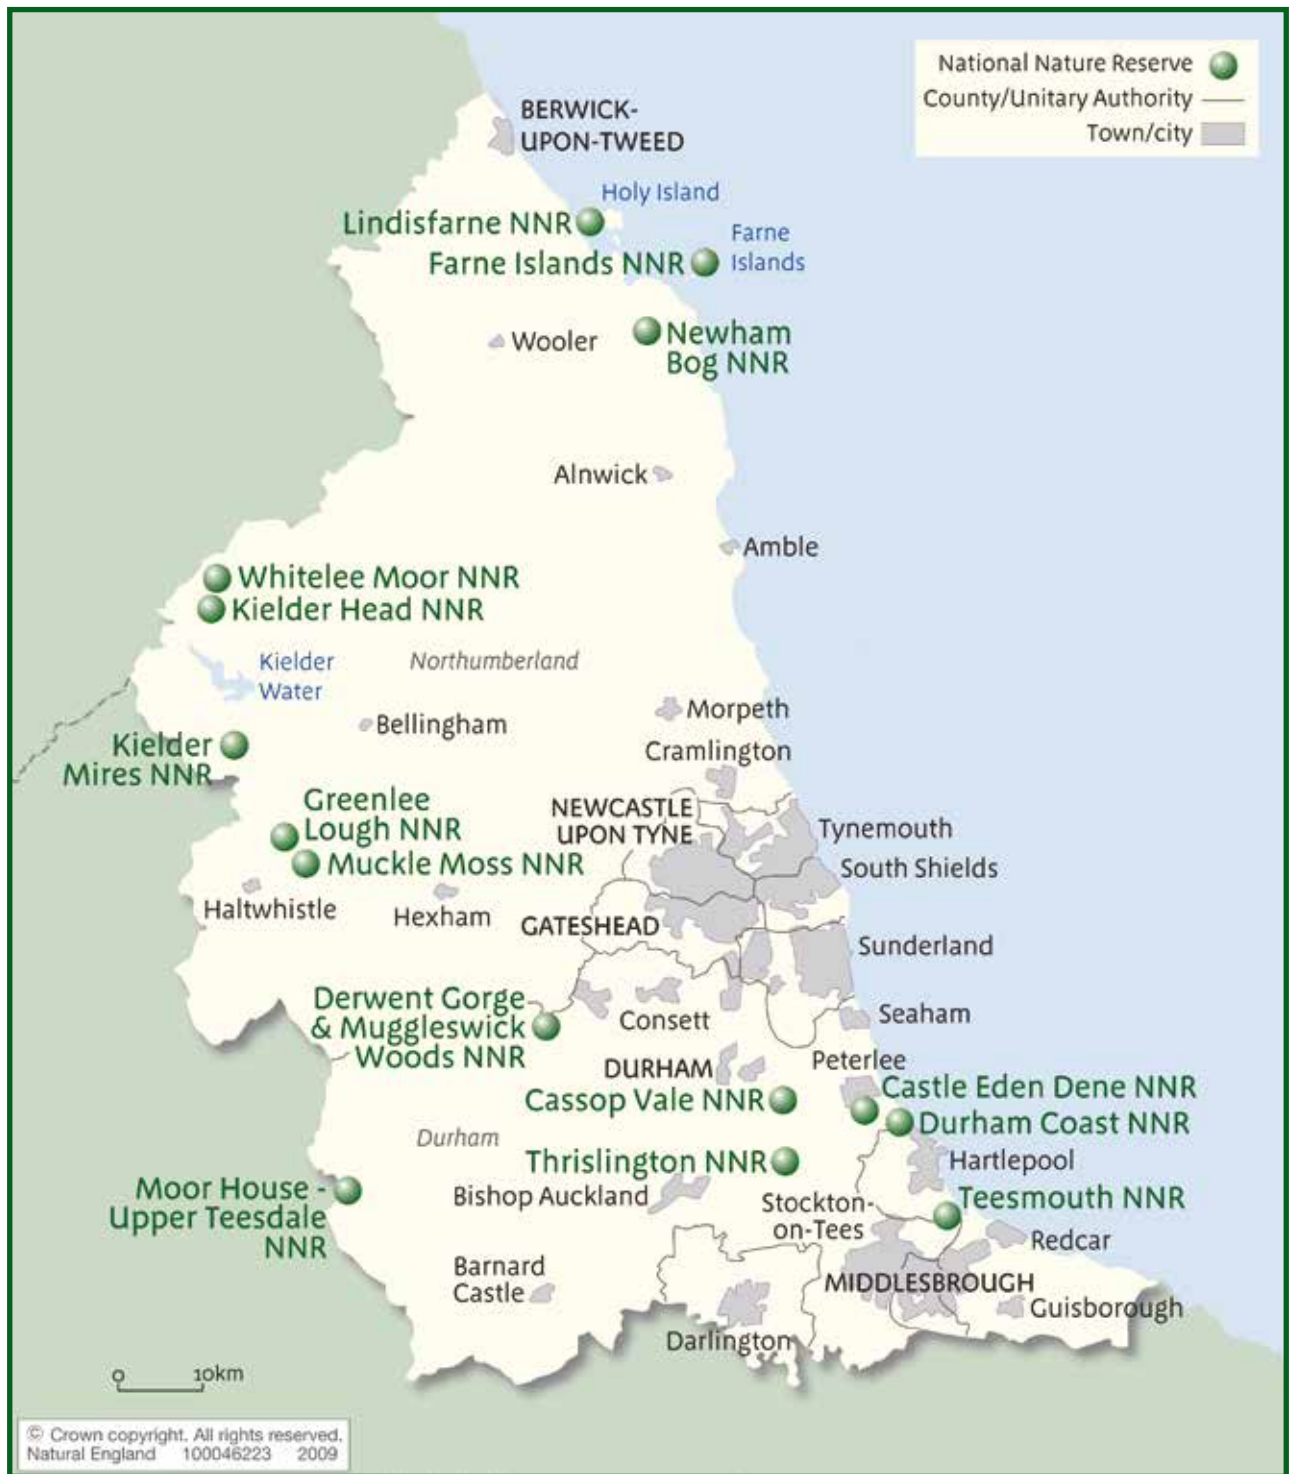 National Nature Reserve
County/Unitary Authority
Town/city
BERWICK-
UPON-TWEED
Holy Island
Lindisfarne NNR
Farne
Islands
Farne Islands NNR
Wooler
Newham
Bog NNR
Alnwick
Amble
Whitelee Moor NNR
Kielder Head NNR
Kielder
Water
Northumberland
Morpeth
Bellingham
Kielder
Mires NNR
Cramlington
Greenlee
Lough NNR
NEWCASTLE
UPON TYNE
Tynemouth
Muckle Moss NNR
South Shields
Haltwhistle
Hexham
GATESHEAD
Sunderland
Derwent Gorge
& Muggleswick
Woods NNR
Consett
Seaham
DURHAM
Peterlee
Castle Eden Dene NNR
Cassop Vale NNR
Durham Coast NNR
Durham
Thrislington NNR
Hartlepool
Moor House -
Upper Teesdale
NNR
Bishop Auckland
Stockton-
on-Tees
Teesmouth NNR
Redcar
Barnard
Castle
MIDDLESBROUGH
Guisborough
Darlington
0 10km
© Crown copyright. All rights reserved.
Natural England 100046223 2009